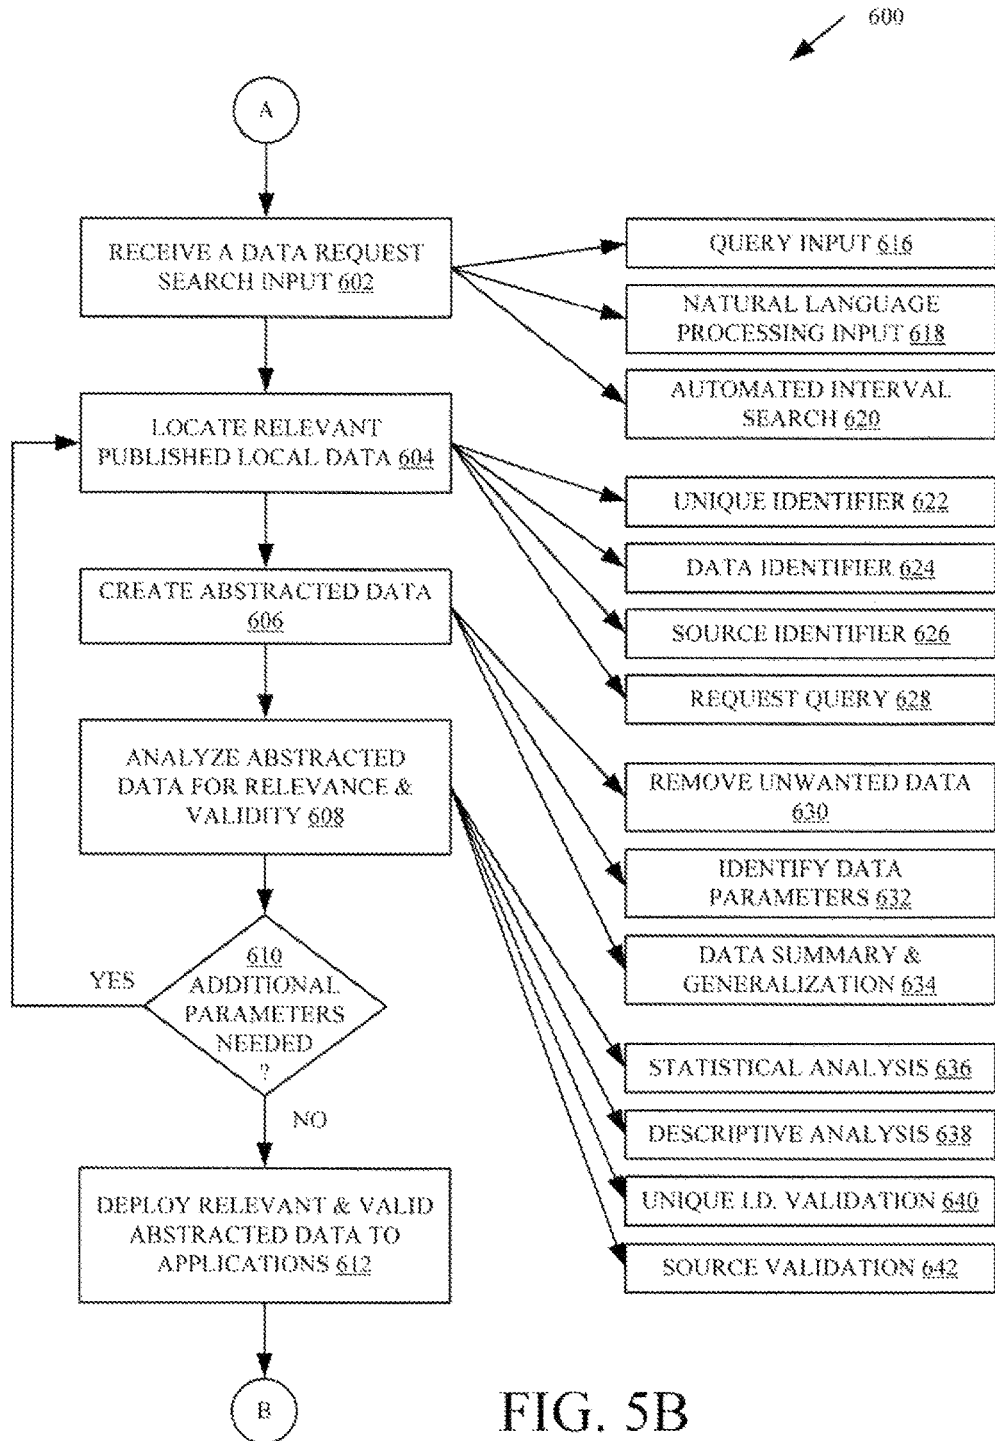 600
A
RECEIVE A DATA REQUEST
SEARCH INPUT 602
QUERY INPUT 616
NATURAL LANGUAGE
PROCESSING INPUT 618
AUTOMATED INTERVAL
SEARCH 620
LOCATE RELEVANT
PUBLISHED LOCAL DATA 604
UNIQUE IDENTIFIER 622
DATA IDENTIFIER 624
SOURCE IDENTIFIER 626
REQUEST QUERY 628
CREATE ABSTRACTED DATA
606
REMOVE UNWANTED DATA
630
IDENTIFY DATA
PARAMETERS 632
DATA SUMMARY &
GENERALIZATION 634
ANALYZE ABSTRACTED
DATA FOR RELEVANCE &
VALIDITY 608
STATISTICAL ANALYSIS 636
DESCRIPTIVE ANALYSIS 638
UNIQUE I.D. VALIDATION 640
SOURCE VALIDATION 642
610
ADDITIONAL
PARAMETERS
NEEDED
?
YES
NO
DEPLOY RELEVANT & VALID
ABSTRACTED DATA TO
APPLICATIONS 612
B
FIG. 5B